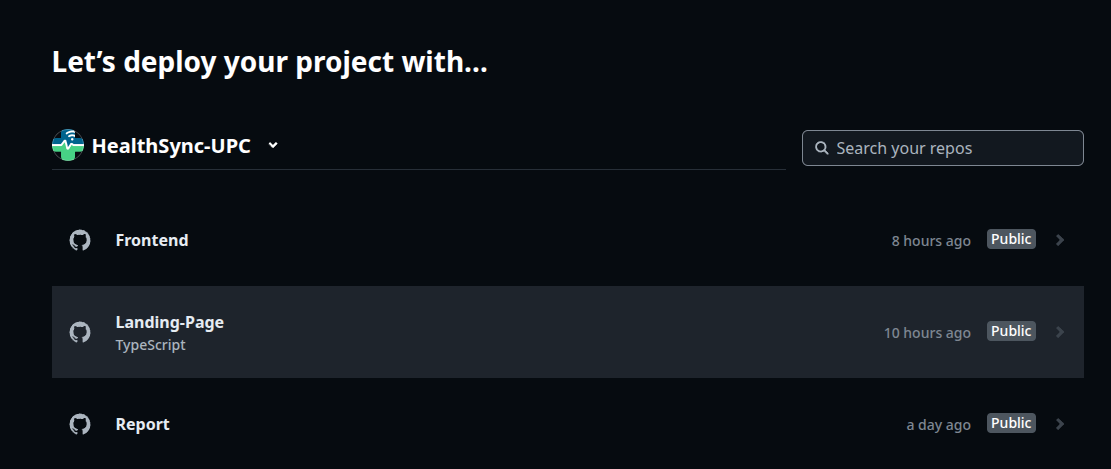 Let’s deploy your project with...
HealthSync-UPC
Search your repos
Frontend
8 hours ago
Public
Landing-Page
TypeScript
10 hours ago
Public
Report
a day ago
Public